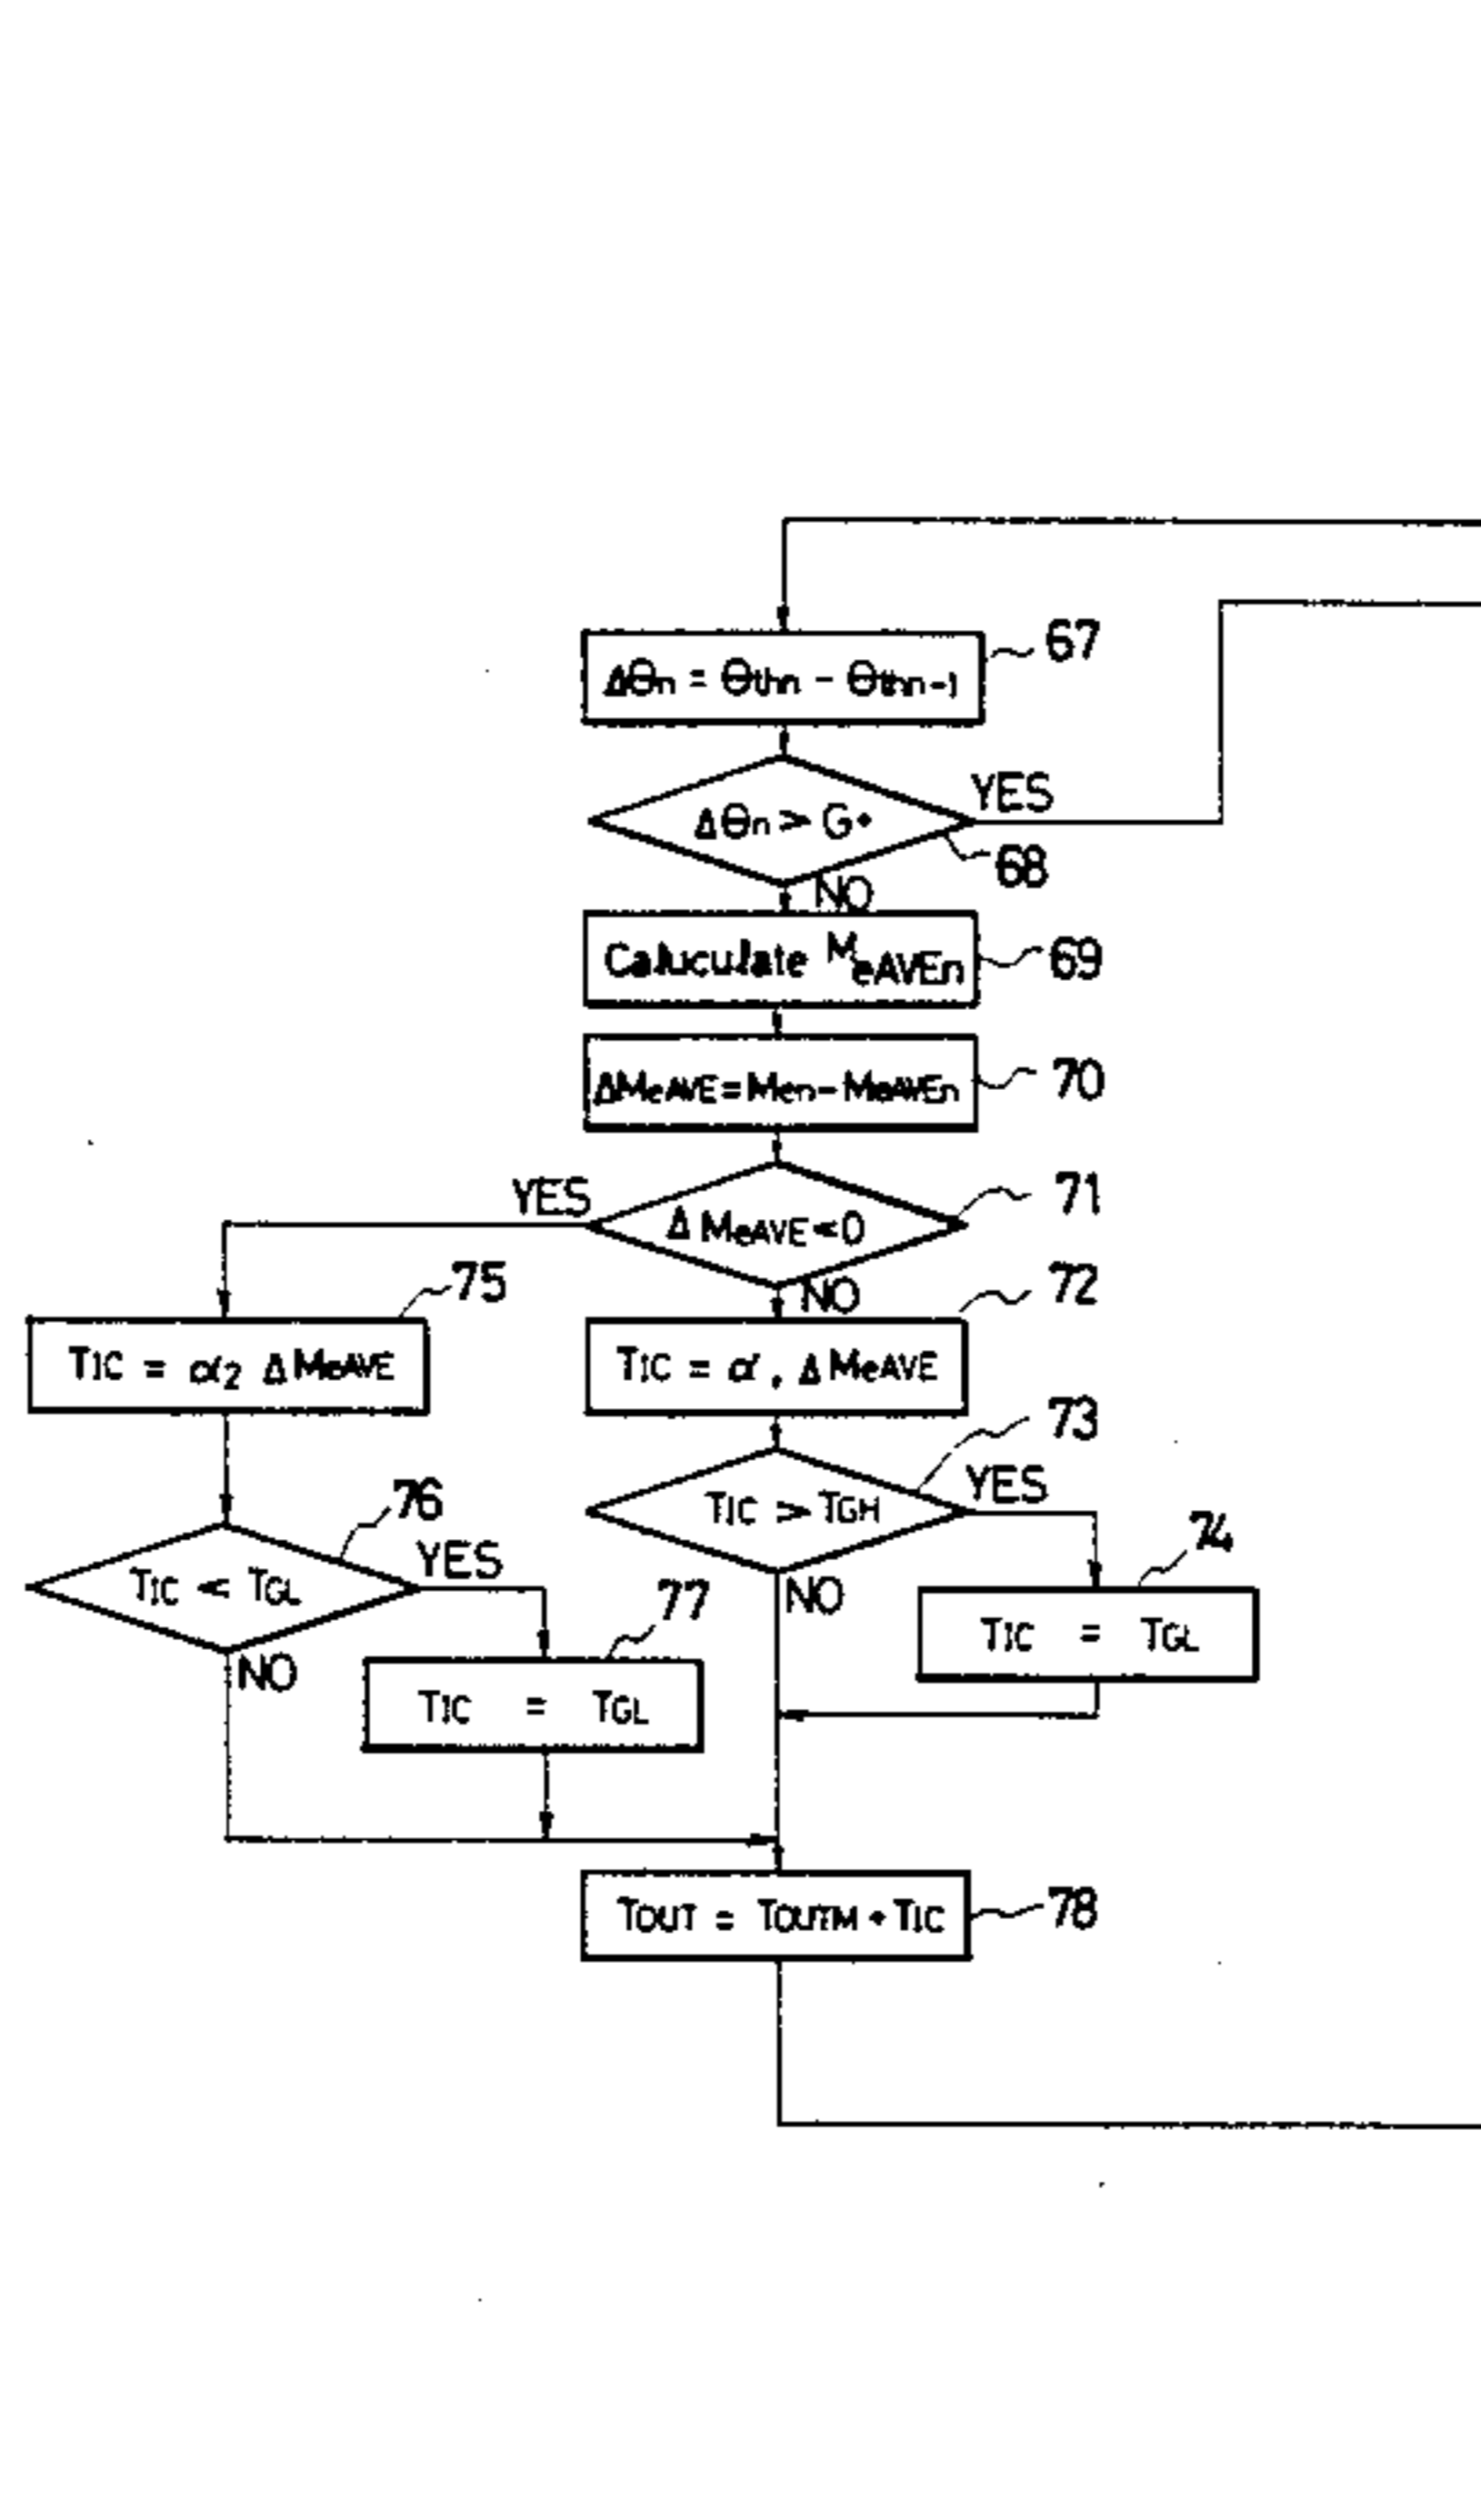 67
Δθn = θthn - θthn-1
YES
Δθn > G+
68
NO
Caluculate MeAVEn
69
ΔMeAVE=Men-MeAVEn
70
71
YES
ΔMeAVE<0
NO
72
75
TIC = α2 ΔMeAVE
TIC = α, ΔMeAVE
73
YES
74
76
YES
TIC > TGH
NO
TIC < TGL
77
TIC = TGL
NO
TIC = TGL
TOUT = TOUTM + TIC
78